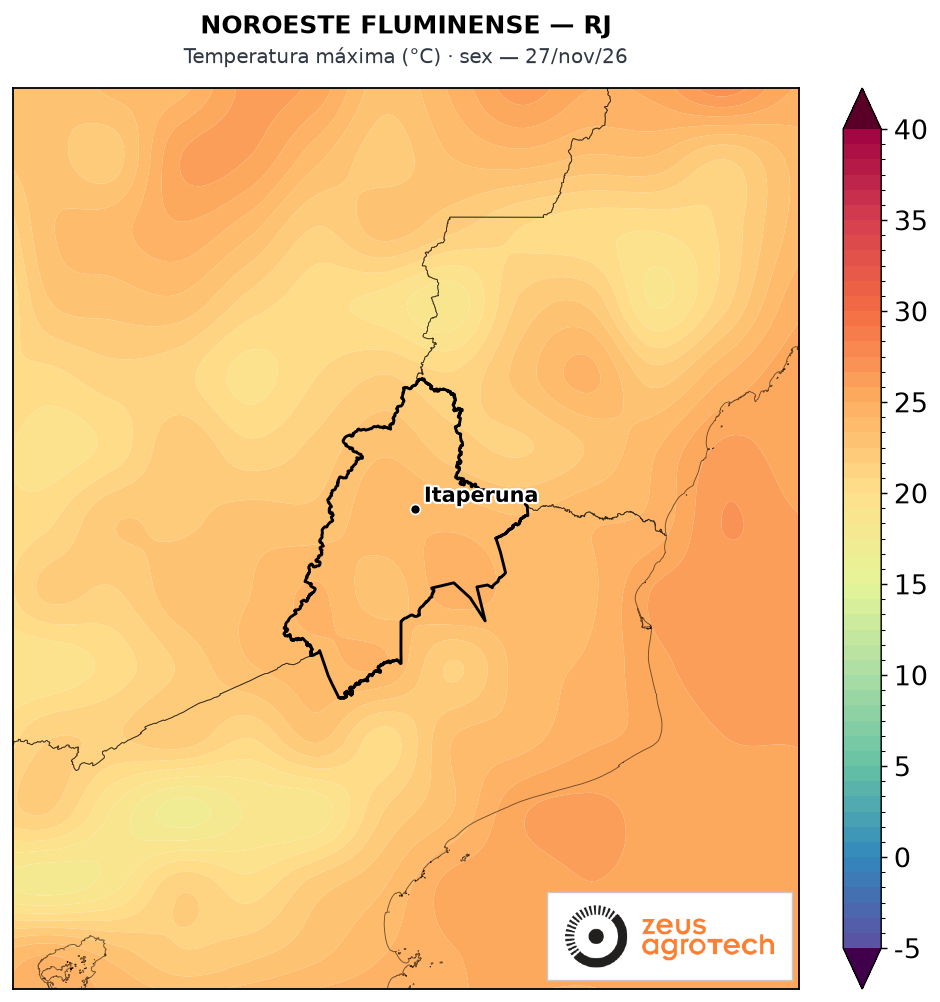 NOROESTE FLUMINENSE — RJ
Temperatura máxima (°C) · sex — 27/nov/26
Itaperuna
40
35
30
25
20
15
10
5
0
-5
zeus
agrotech